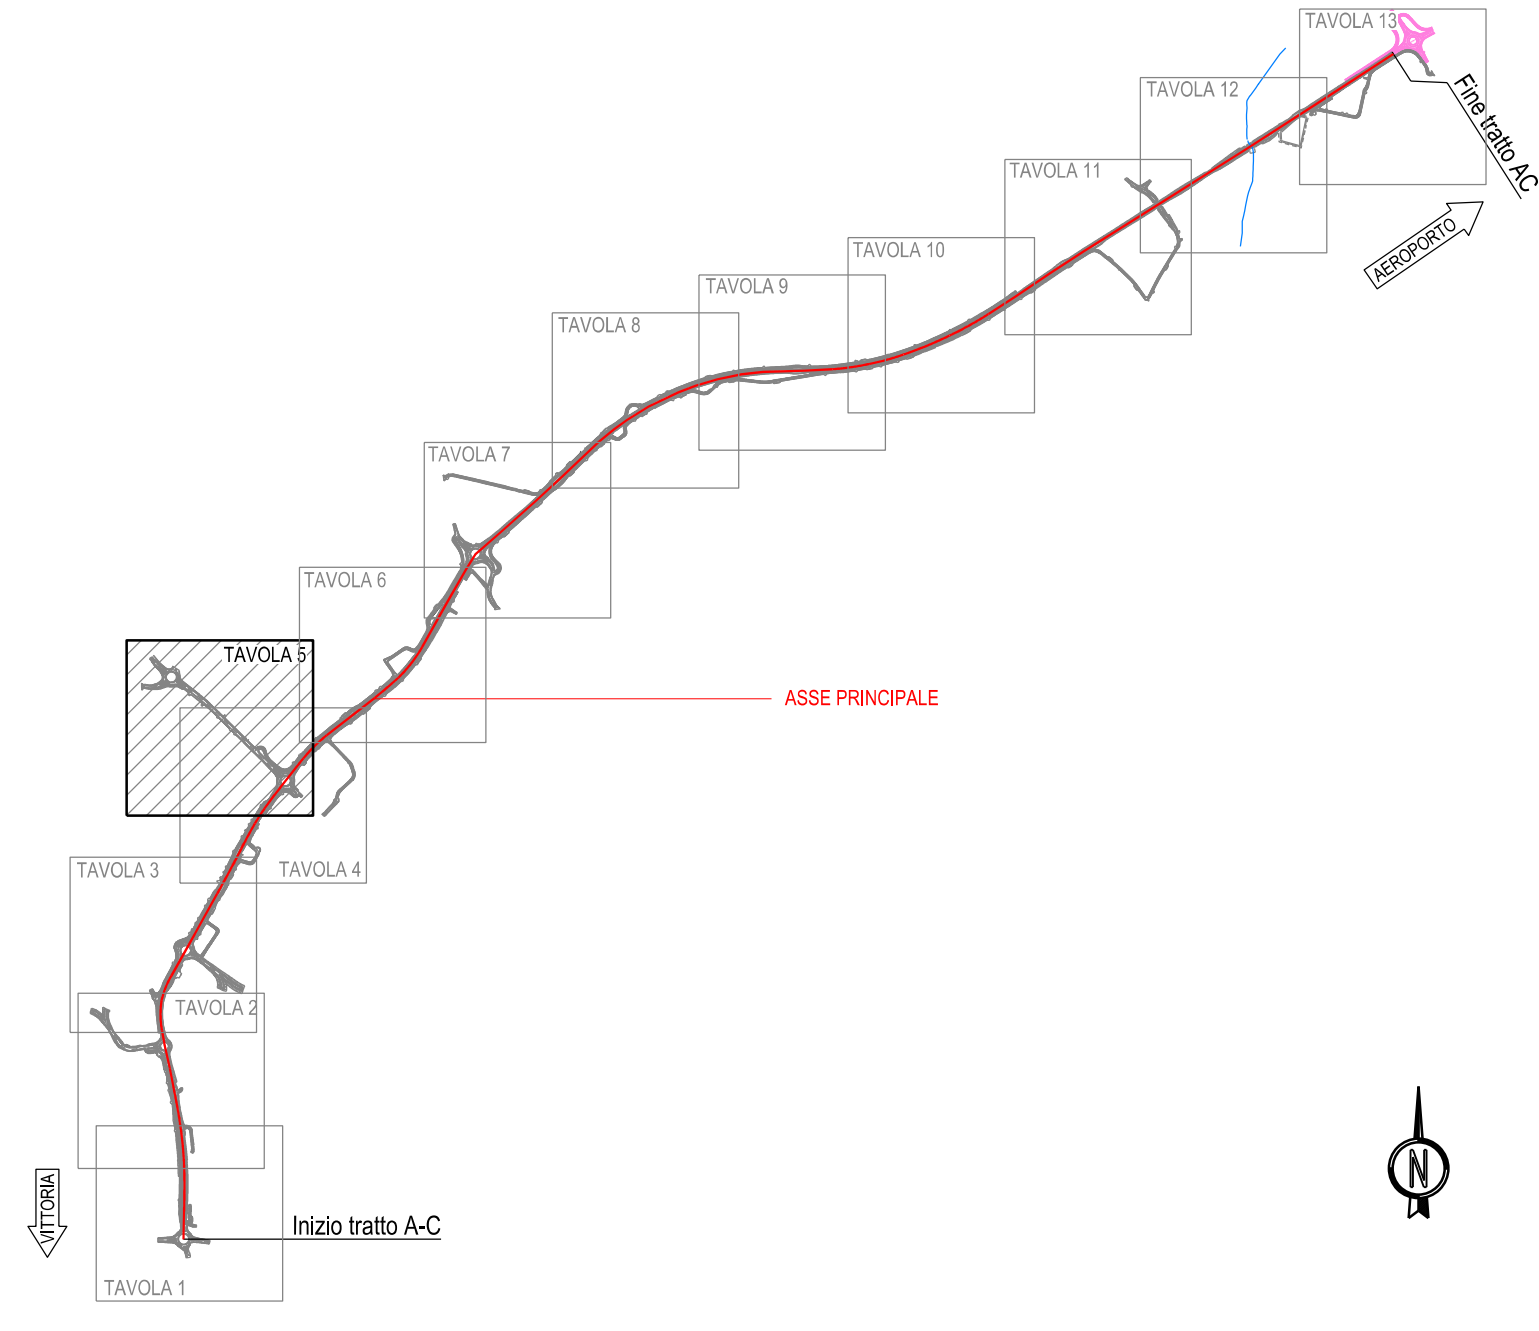 TAVOLA 13
TAVOLA 12
Fine tratto AC
TAVOLA 11
AEROPORTO
TAVOLA 10
TAVOLA 9
TAVOLA 8
TAVOLA 7
TAVOLA 6
TAVOLA 5
ASSE PRINCIPALE
TAVOLA 3
TAVOLA 4
TAVOLA 2
N
VITTORIA
Inizio tratto A-C
TAVOLA 1